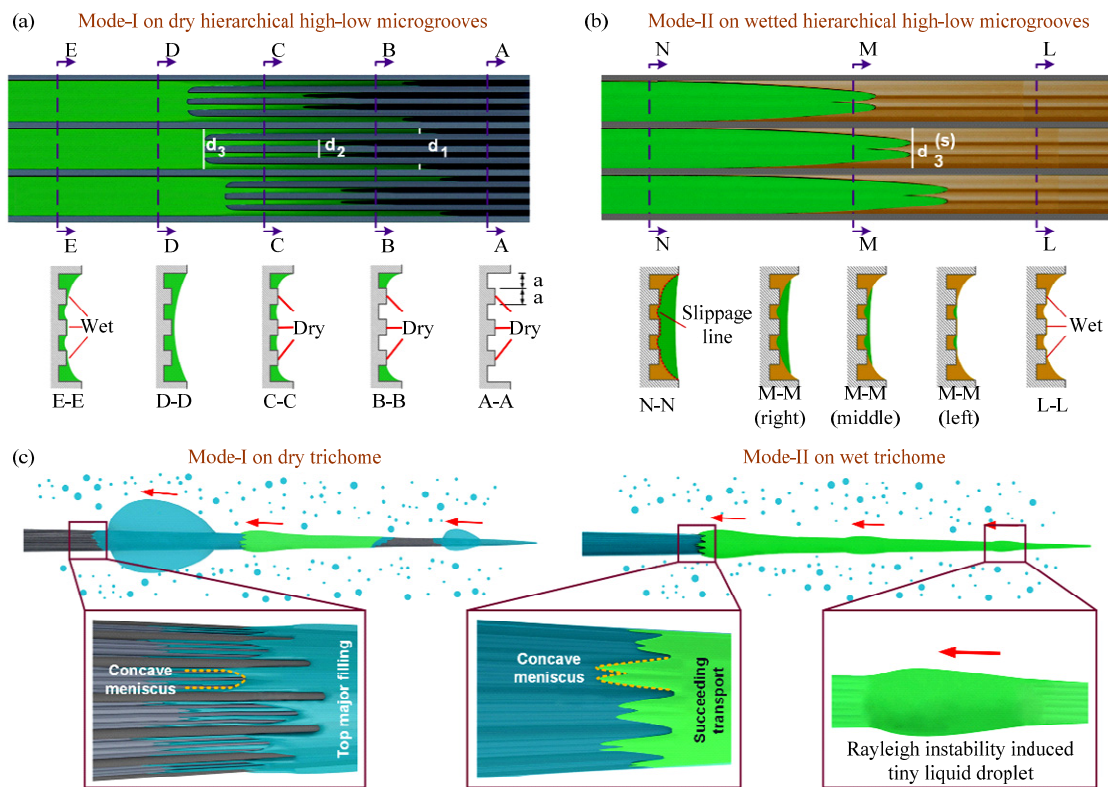 (a) Mode-I on dry hierarchical high-low microgrooves
E D C B A
d3 d2 d1
E D C B A
a
a
Wet Dry Dry
E-E D-D C-C B-B A-A
(b) Mode-II on wetted hierarchical high-low microgrooves
N M L
d3(s)
N M L
Slippage
line
Wet
N-N M-M M-M M-M L-L
(right) (middle) (left)
(c) Mode-I on dry trichome
Concave
meniscus
Top major filling
Mode-II on wet trichome
Concave
meniscus
Succeeding
transport
Rayleigh instability induced
tiny liquid droplet